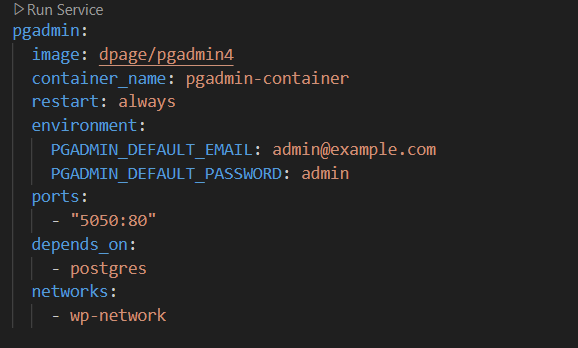 Run Service
pgadmin:
image: dpage/pgadmin4
container_name: pgadmin-container
restart: always
environment:
PGADMIN_DEFAULT_EMAIL: admin@example.com
PGADMIN_DEFAULT_PASSWORD: admin
ports:
- "5050:80"
depends_on:
- postgres
networks:
- wp-network